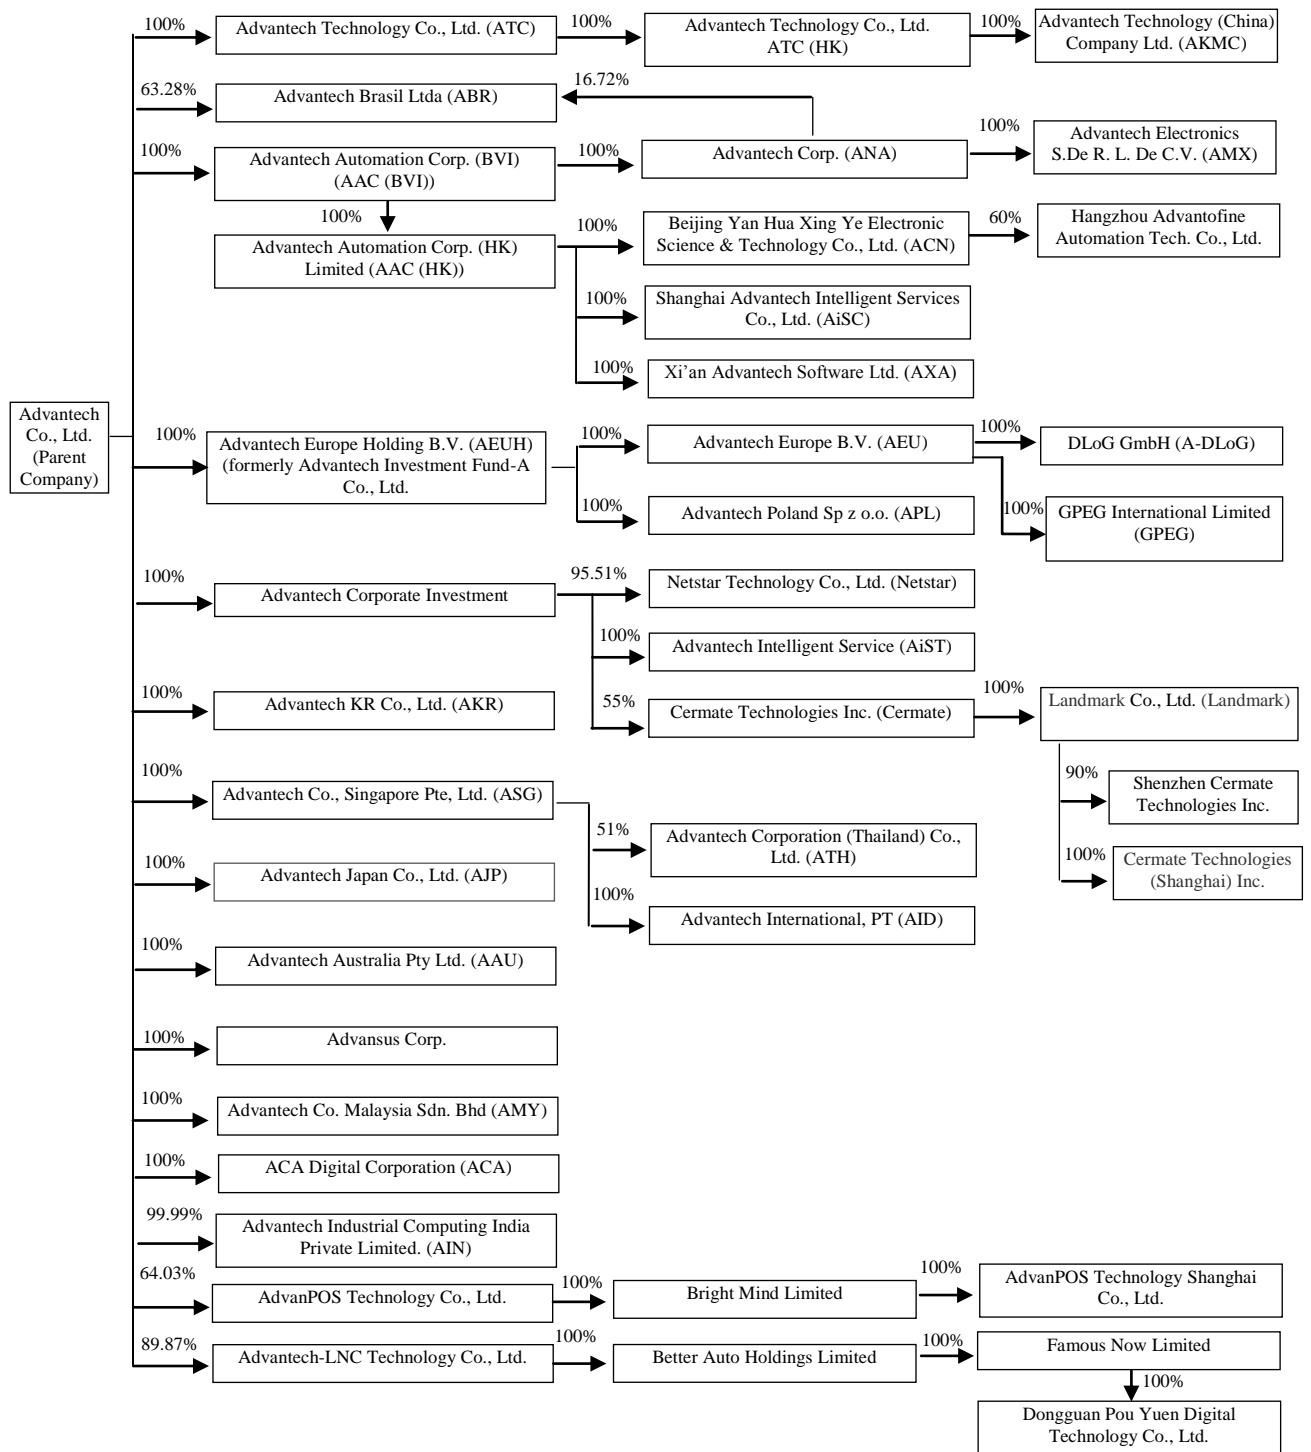 100%
Advantech Technology Co., Ltd. (ATC)
100%
Advantech Technology Co., Ltd.
ATC (HK)
100%
Advantech Technology (China)
Company Ltd. (AKMC)
63.28%
Advantech Brasil Ltda (ABR)
16.72%
100%
Advantech Automation Corp. (BVI)
(AAC (BVI))
100%
Advantech Corp. (ANA)
100%
Advantech Electronics
S.De R. L. De C.V. (AMX)
100%
Advantech Automation Corp. (HK)
Limited (AAC (HK))
100%
Beijing Yan Hua Xing Ye Electronic
Science & Technology Co., Ltd. (ACN)
60%
Hangzhou Advantofine
Automation Tech. Co., Ltd.
100%
Shanghai Advantech Intelligent Services
Co., Ltd. (AiSC)
100%
Xi’an Advantech Software Ltd. (AXA)
Advantech
Co., Ltd.
(Parent
Company)
100%
Advantech Europe Holding B.V. (AEUH)
(formerly Advantech Investment Fund-A
Co., Ltd.
100%
Advantech Europe B.V. (AEU)
100%
DLoG GmbH (A-DLoG)
100%
Advantech Poland Sp z o.o. (APL)
100%
GPEG International Limited
(GPEG)
100%
Advantech Corporate Investment
95.51%
Netstar Technology Co., Ltd. (Netstar)
100%
Advantech Intelligent Service (AiST)
100%
Advantech KR Co., Ltd. (AKR)
55%
Cermate Technologies Inc. (Cermate)
100%
Landmark Co., Ltd. (Landmark)
90%
Shenzhen Cermate
Technologies Inc.
100%
Cermate Technologies
(Shanghai) Inc.
100%
Advantech Co., Singapore Pte, Ltd. (ASG)
51%
Advantech Corporation (Thailand) Co.,
Ltd. (ATH)
100%
Advantech International, PT (AID)
100%
Advantech Japan Co., Ltd. (AJP)
100%
Advantech Australia Pty Ltd. (AAU)
100%
Advansus Corp.
100%
Advantech Co. Malaysia Sdn. Bhd (AMY)
100%
ACA Digital Corporation (ACA)
99.99%
Advantech Industrial Computing India
Private Limited. (AIN)
64.03%
AdvanPOS Technology Co., Ltd.
100%
Bright Mind Limited
100%
AdvanPOS Technology Shanghai
Co., Ltd.
89.87%
Advantech-LNC Technology Co., Ltd.
100%
Better Auto Holdings Limited
100%
Famous Now Limited
100%
Dongguan Pou Yuen Digital
Technology Co., Ltd.